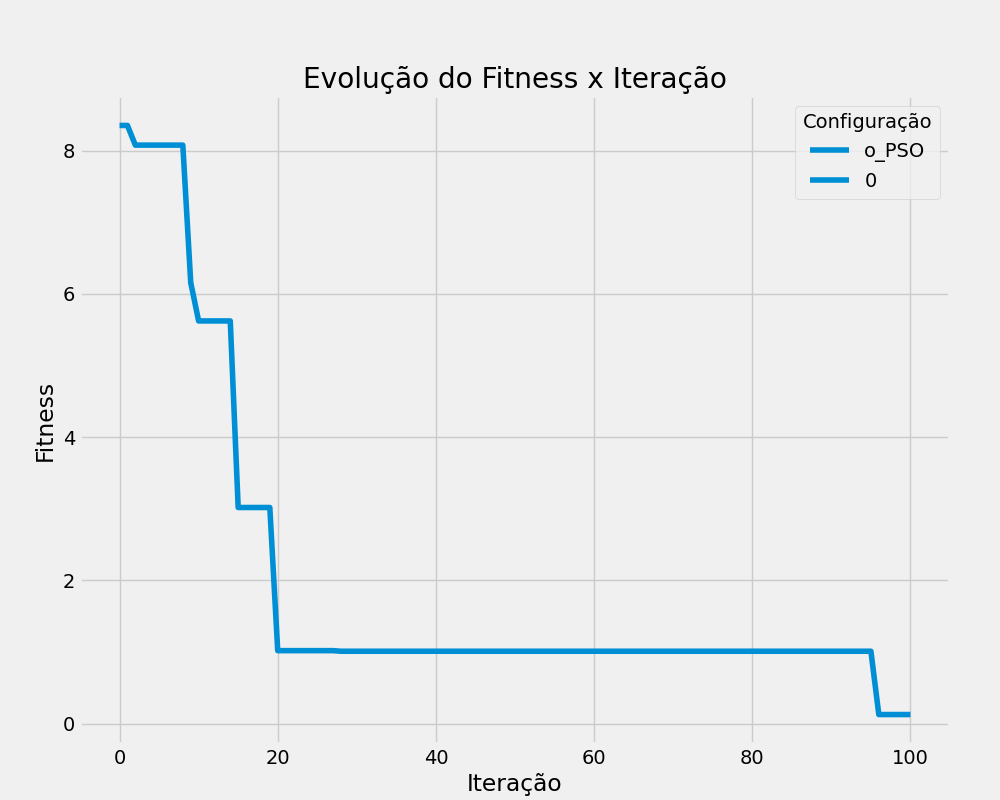 Evolução do Fitness x Iteração
Configuração
o_PSO
0
Fitness
8
6
4
2
0
0 20 40 60 80 100
Iteração